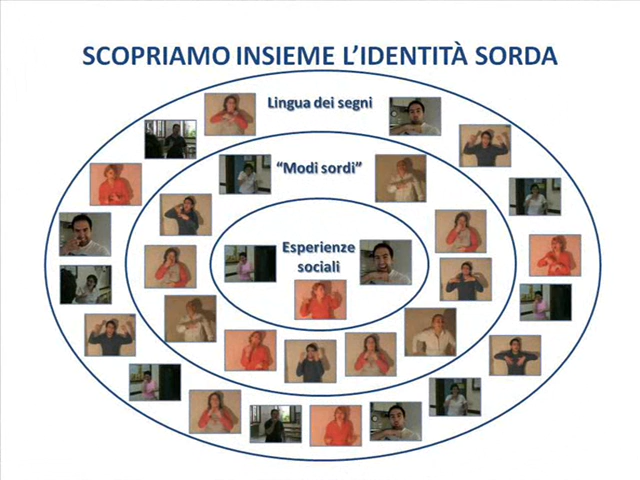 SCOPRIAMO INSIEME L’IDENTITÀ SORDA
Lingua dei segni
“Modi sordi”
Esperienze
sociali